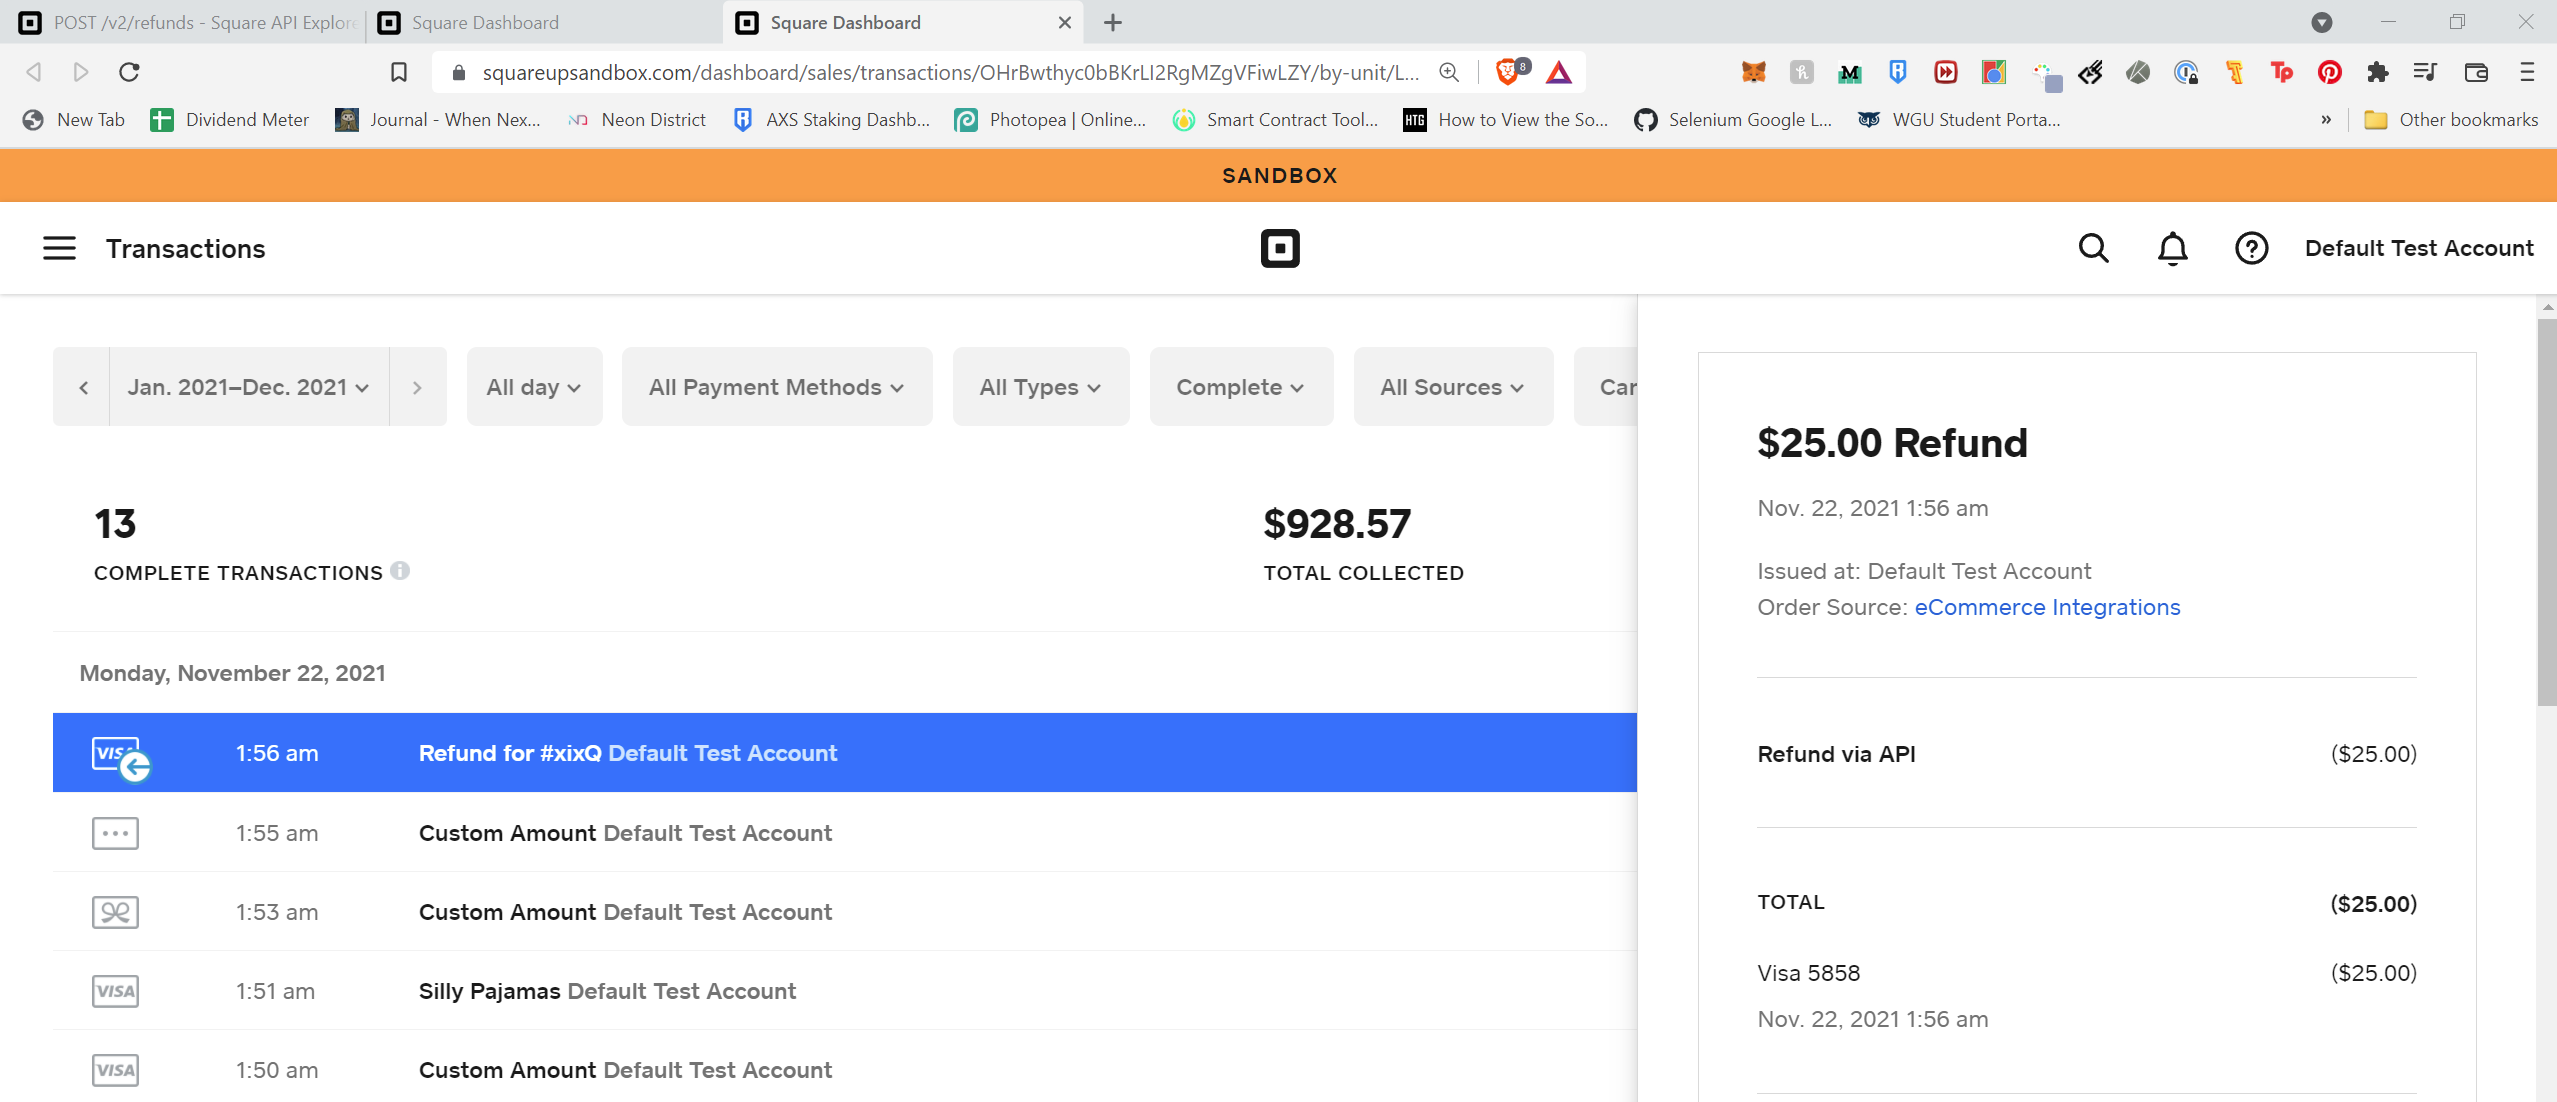 POST /v2/refunds - Square API Explore
Square Dashboard
Square Dashboard
squareupsandbox.com/dashboard/sales/transactions/OHrBwthyc0bBKrLI2RgMZgVFiwLZY/by-unit/L...
8
New Tab
Dividend Meter
Journal - When Nex...
Neon District
AXS Staking Dashb...
Photopea | Online...
Smart Contract Tool...
HTG
How to View the So...
Selenium Google L...
WGU Student Porta...
»
Other bookmarks
SANDBOX
Transactions
Default Test Account
Jan. 2021–Dec. 2021
All day
All Payment Methods
All Types
Complete
All Sources
Car
13
COMPLETE TRANSACTIONS
$928.57
TOTAL COLLECTED
Monday, November 22, 2021
VISA 1:56 am Refund for #xixQ Default Test Account
1:55 am Custom Amount Default Test Account
1:53 am Custom Amount Default Test Account
VISA 1:51 am Silly Pajamas Default Test Account
VISA 1:50 am Custom Amount Default Test Account
$25.00 Refund
Nov. 22, 2021 1:56 am
Issued at: Default Test Account
Order Source: eCommerce Integrations
Refund via API ($25.00)
TOTAL ($25.00)
Visa 5858 ($25.00)
Nov. 22, 2021 1:56 am